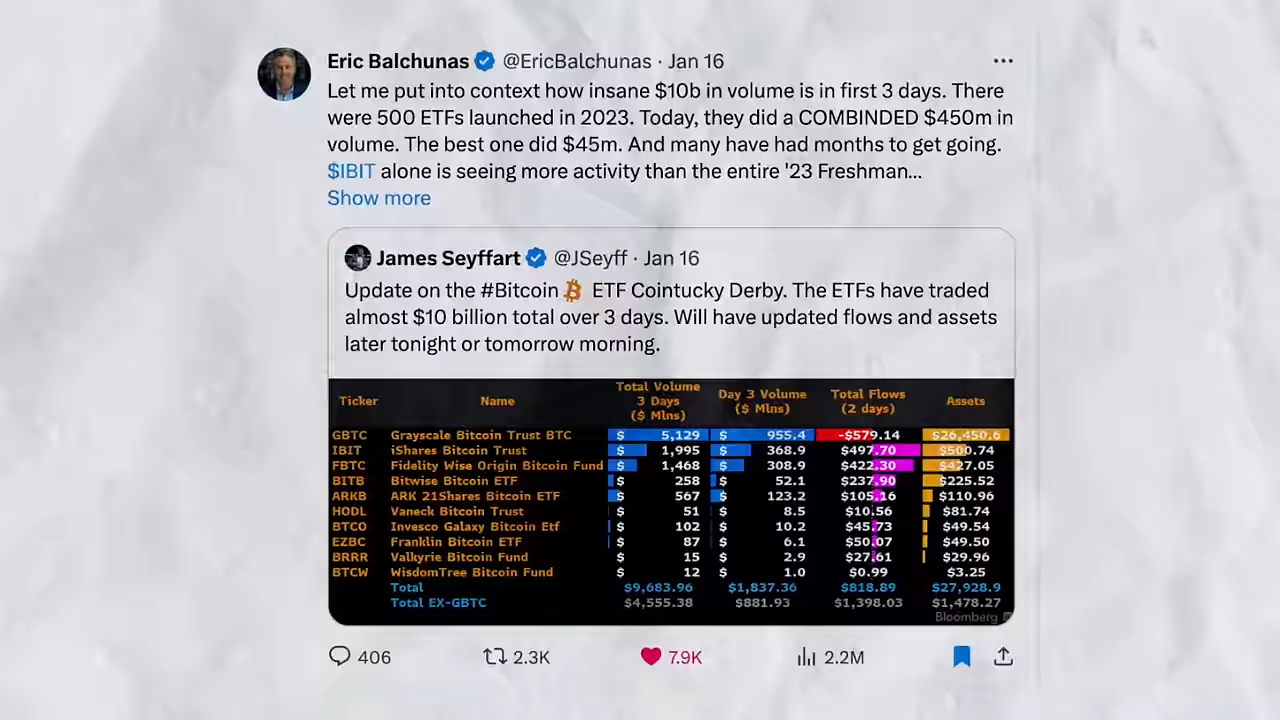 Eric Balchunas @EricBalchunas · Jan 16
Let me put into context how insane $10b in volume is in first 3 days. There
were 500 ETFs launched in 2023. Today, they did a COMBINDED $450m in
volume. The best one did $45m. And many have had months to get going.
$IBIT alone is seeing more activity than the entire '23 Freshman...
Show more
James Seyffart @JSeyff · Jan 16
Update on the #Bitcoin ETF Cointucky Derby. The ETFs have traded
almost $10 billion total over 3 days. Will have updated flows and assets
later tonight or tomorrow morning.
Ticker Name Total Volume 3 Days ($ Mlns) Day 3 Volume ($ Mlns) Total Flows (2 days) Assets
GBTC Grayscale Bitcoin Trust BTC $ 5,129 $ 955.4 -$579.14 $26,450.6
IBIT iShares Bitcoin Trust $ 1,995 $ 368.9 $497.70 $500.74
FBTC Fidelity Wise Origin Bitcoin Fund $ 1,468 $ 308.9 $422.30 $427.05
BITB Bitwise Bitcoin ETF $ 258 $ 52.1 $237.90 $225.52
ARKB ARK 21Shares Bitcoin ETF $ 567 $ 123.2 $105.16 $110.96
HODL Vaneck Bitcoin Trust $ 51 $ 8.5 $10.56 $81.74
BTCO Invesco Galaxy Bitcoin Etf $ 102 $ 10.2 $45.73 $49.54
EZBC Franklin Bitcoin ETF $ 87 $ 6.1 $50.07 $49.50
BRRR Valkyrie Bitcoin Fund $ 15 $ 2.9 $27.61 $29.96
BTCW WisdomTree Bitcoin Fund $ 12 $ 1.0 $0.99 $3.25
Total $9,683.96 $1,837.36 $818.89 $27,928.9
Total EX-GBTC $4,555.38 $881.93 $1,398.03 $1,478.27
Bloomberg
406 2.3K 7.9K 2.2M